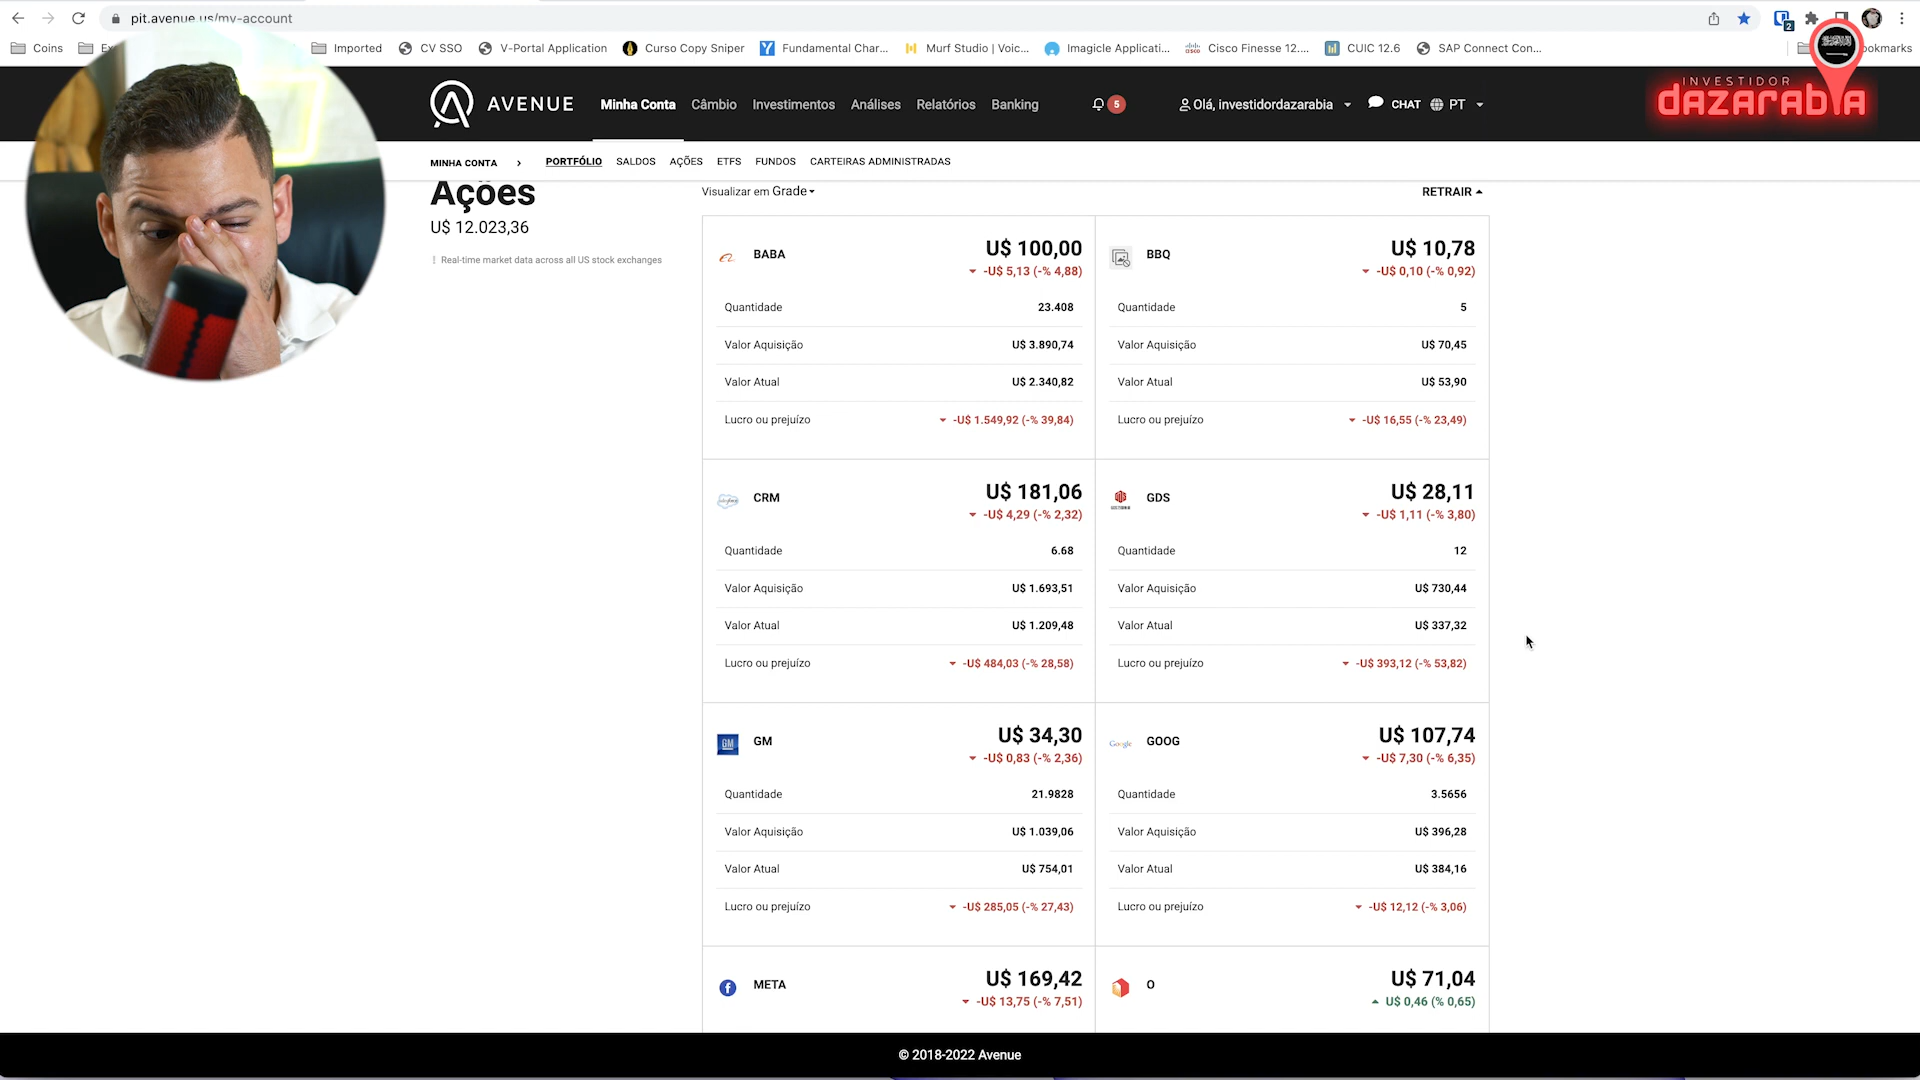 pit.avenue.us/my-account
2
Coins
Imported
CV SSO
V-Portal Application
Curso Copy Sniper
Fundamental Char...
Murf Studio | Voic...
Imagicle Applicati...
Cisco Finesse 12....
CUIC 12.6
SAP Connect Con...
AVENUE
Minha Conta
Câmbio
Investimentos
Análises
Relatórios
Banking
5
Olá, investidordazarabia
CHAT
PT
INVESTIDOR
dazarabia
MINHA CONTA
PORTFÓLIO
SALDOS
AÇÕES
ETFS
FUNDOS
CARTEIRAS ADMINISTRADAS
Ações
U$ 12.023,36
Real-time market data across all US stock exchanges
Visualizar em Grade
RETRAIR
BABA
U$ 100,00
-U$ 5,13 (-% 4,88)
Quantidade 23.408
Valor Aquisição U$ 3.890,74
Valor Atual U$ 2.340,82
Lucro ou prejuízo -U$ 1.549,92 (-% 39,84)
BBQ
U$ 10,78
-U$ 0,10 (-% 0,92)
Quantidade 5
Valor Aquisição U$ 70,45
Valor Atual U$ 53,90
Lucro ou prejuízo -U$ 16,55 (-% 23,49)
CRM
U$ 181,06
-U$ 4,29 (-% 2,32)
Quantidade 6.68
Valor Aquisição U$ 1.693,51
Valor Atual U$ 1.209,48
Lucro ou prejuízo -U$ 484,03 (-% 28,58)
GDS
U$ 28,11
-U$ 1,11 (-% 3,80)
Quantidade 12
Valor Aquisição U$ 730,44
Valor Atual U$ 337,32
Lucro ou prejuízo -U$ 393,12 (-% 53,82)
GM
GM
U$ 34,30
-U$ 0,83 (-% 2,36)
Quantidade 21.9828
Valor Aquisição U$ 1.039,06
Valor Atual U$ 754,01
Lucro ou prejuízo -U$ 285,05 (-% 27,43)
Google
GOOG
U$ 107,74
-U$ 7,30 (-% 6,35)
Quantidade 3.5656
Valor Aquisição U$ 396,28
Valor Atual U$ 384,16
Lucro ou prejuízo -U$ 12,12 (-% 3,06)
META
U$ 169,42
-U$ 13,75 (-% 7,51)
O
U$ 71,04
U$ 0,46 (% 0,65)
© 2018-2022 Avenue